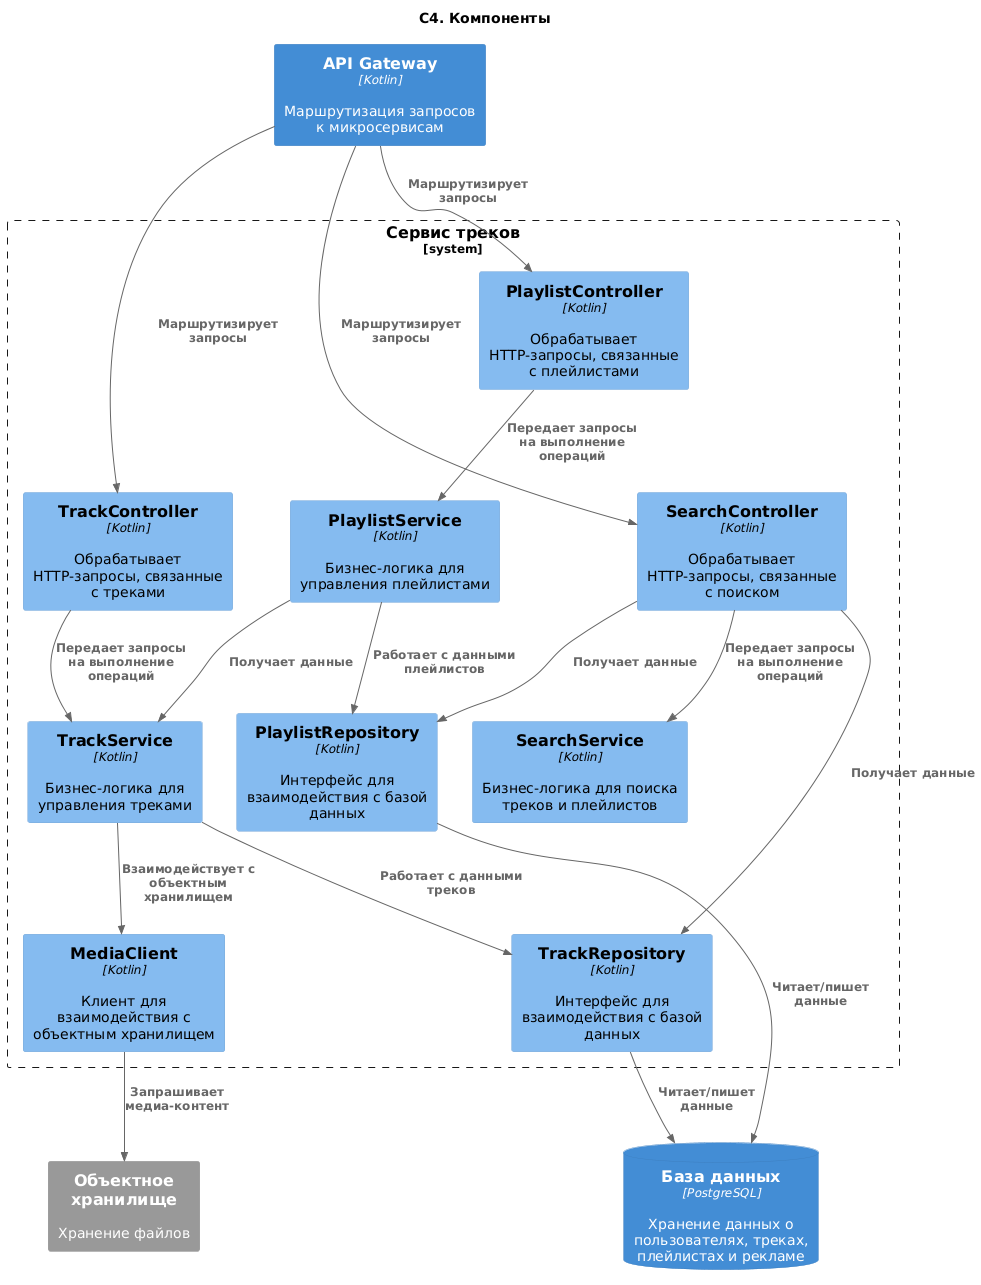 C4. Компоненты
API Gateway
[Kotlin]
Маршрутизация запросов
к микросервисам
Маршрутизирует
запросы
Сервис треков
[system]
PlaylistController
[Kotlin]
Обрабатывает
HTTP-запросы, связанные
с плейлистами
Маршрутизирует
запросы
Маршрутизирует
запросы
Передает запросы
на выполнение
операций
TrackController
[Kotlin]
Обрабатывает
HTTP-запросы, связанные
с треками
PlaylistService
[Kotlin]
Бизнес-логика для
управления плейлистами
SearchController
[Kotlin]
Обрабатывает
HTTP-запросы, связанные
с поиском
Передает запросы
на выполнение
операций
Получает данные
Работает с данными
плейлистов
Получает данные
Передает запросы
на выполнение
операций
TrackService
[Kotlin]
Бизнес-логика для
управления треками
PlaylistRepository
[Kotlin]
Интерфейс для
взаимодействия с базой
данных
SearchService
[Kotlin]
Бизнес-логика для поиска
треков и плейлистов
Получает данные
Взаимодействует с
объектным
хранилищем
Работает с данными
треков
MediaClient
[Kotlin]
Клиент для
взаимодействия с
объектным хранилищем
TrackRepository
[Kotlin]
Интерфейс для
взаимодействия с базой
данных
Читает/пишет
данные
Запрашивает
медиа-контент
Читает/пишет
данные
Объектное
хранилище
Хранение файлов
База данных
[PostgreSQL]
Хранение данных о
пользователях, треках,
плейлистах и рекламе